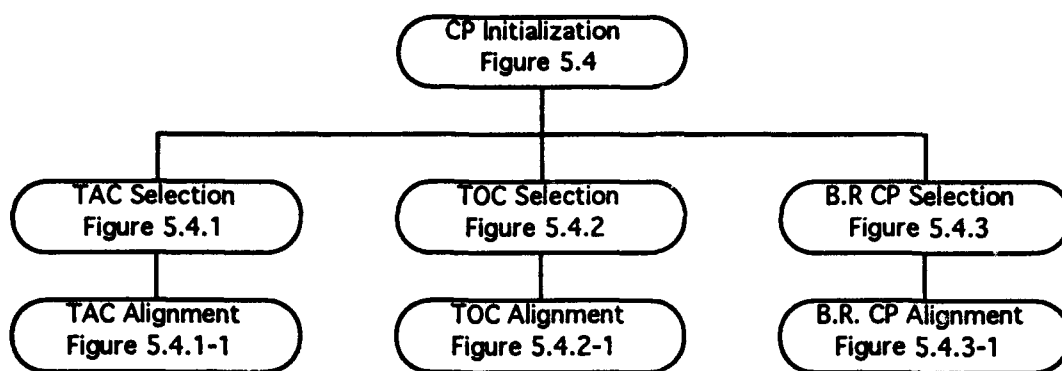 CP Initialization
Figure 5.4
TAC Selection
Figure 5.4.1
TOC Selection
Figure 5.4.2
B.R CP Selection
Figure 5.4.3
TAC Alignment
Figure 5.4.1-1
TOC Alignment
Figure 5.4.2-1
B.R. CP Alignment
Figure 5.4.3-1